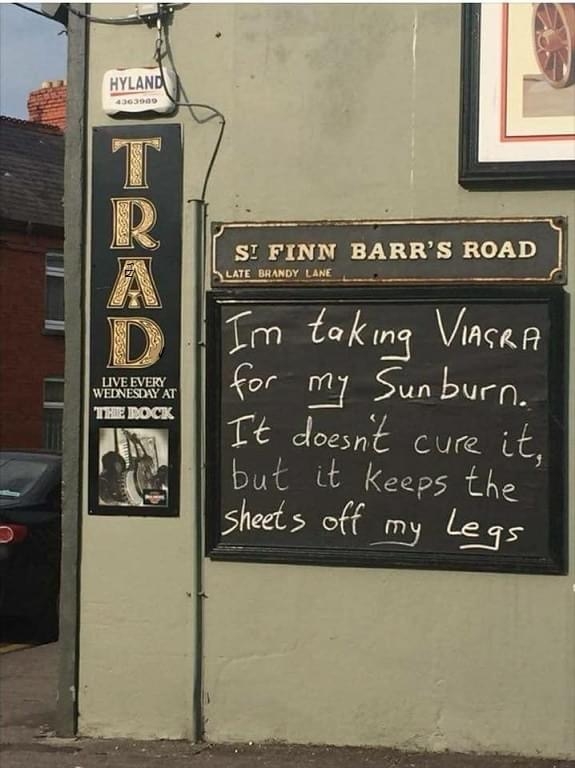 HYLAND
4363989
TRAD
LIVE EVERY
WEDNESDAY AT
THE ROCK
ST FINN BARR'S ROAD
LATE BRANDY LANE
Im taking VIAGRA
for my Sunburn.
It doesn't cure it,
but it keeps the
sheets off my Legs